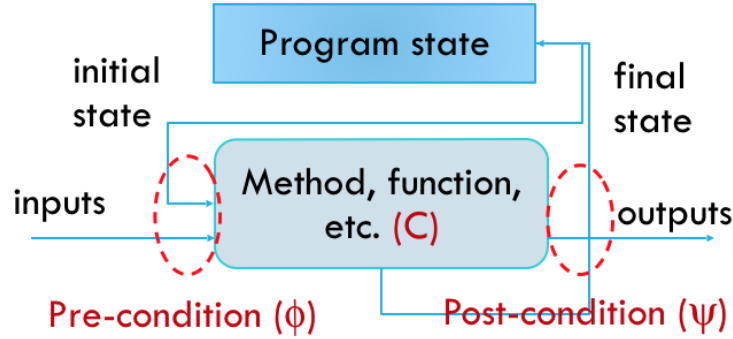 Program state
initial
state
final
state
Method, function,
etc. (C)
inputs
outputs
Pre-condition (ϕ)
Post-condition (ψ)